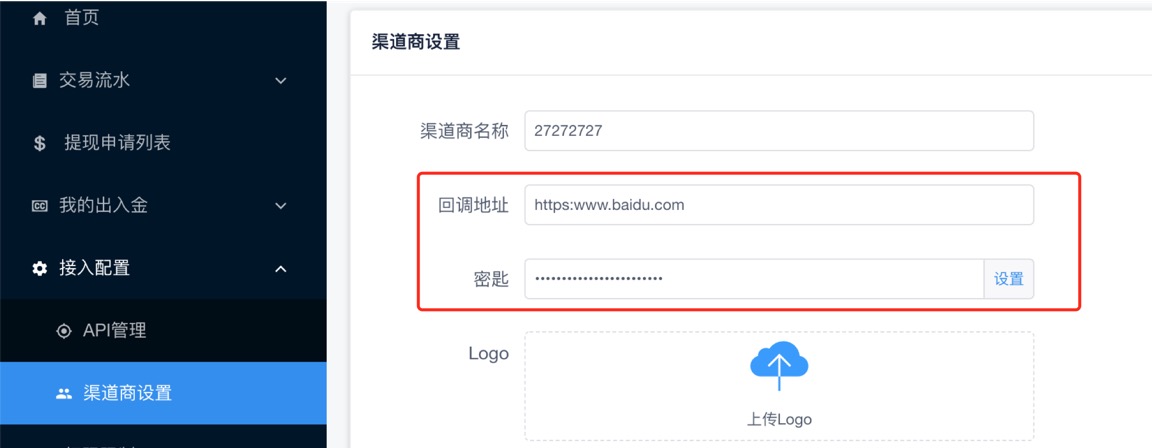 首页
交易流水
提现申请列表
我的出入金
接入配置
API管理
渠道商设置
渠道商设置
渠道商名称
27272727
回调地址
https:www.baidu.com
密匙
设置
Logo
上传Logo